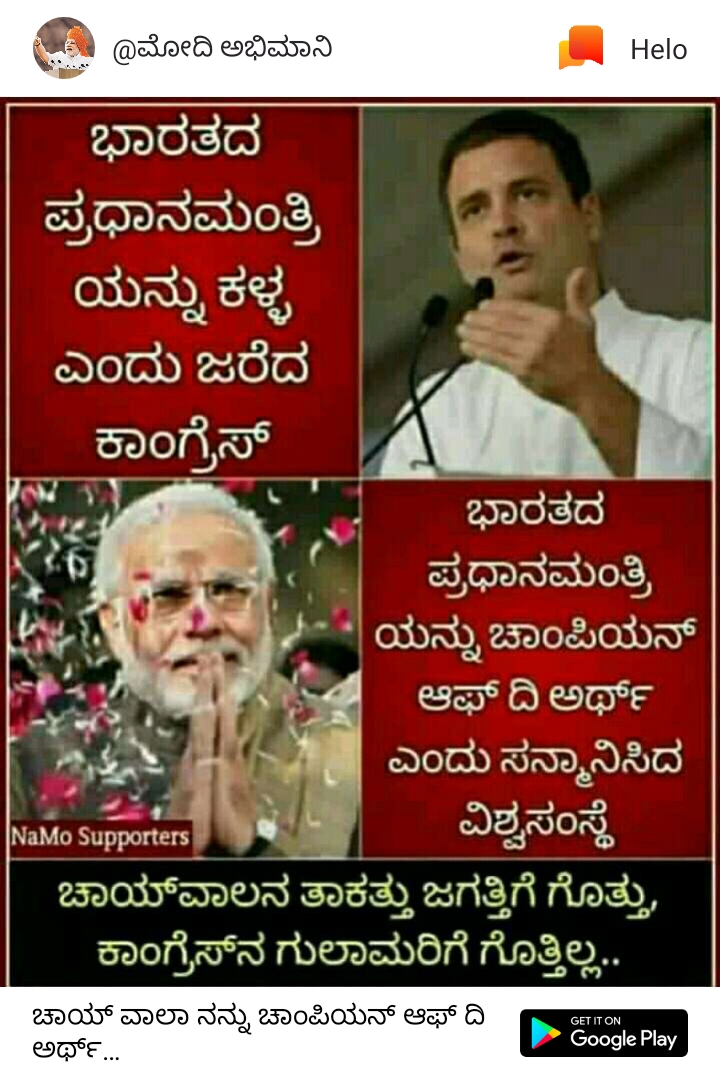 @ಮೋದಿ ಅಭಿಮಾನಿ
Helo
ಭಾರತದ
ಪ್ರಧಾನಮಂತ್ರಿ
ಯನ್ನು ಕಳ್ಳ
ಎಂದು ಜರೆದ
ಕಾಂಗ್ರೆಸ್
ಭಾರತದ
ಪ್ರಧಾನಮಂತ್ರಿ
ಯನ್ನು ಚಾಂಪಿಯನ್
ಆಫ್ ದಿ ಅರ್ಥ್
ಎಂದು ಸನ್ಮಾನಿಸಿದ
ವಿಶ್ವಸಂಸ್ಥೆ
NaMo Supporters
ಚಾಯ್‌ವಾಲನ ತಾಕತ್ತು ಜಗತ್ತಿಗೆ ಗೊತ್ತು,
ಕಾಂಗ್ರೆಸ್‌ನ ಗುಲಾಮರಿಗೆ ಗೊತ್ತಿಲ್ಲ..
ಚಾಯ್ ವಾಲಾ ನನ್ನು ಚಾಂಪಿಯನ್ ಆಫ್ ದಿ
ಅರ್ಥ್...
GET IT ON
Google Play